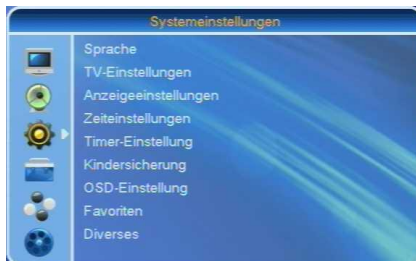 Systemeinstellungen
Sprache
TV-Einstellungen
Anzeigeeinstellungen
Zeiteinstellungen
Timer-Einstellung
Kindersicherung
OSD-Einstellung
Favoriten
Diverses